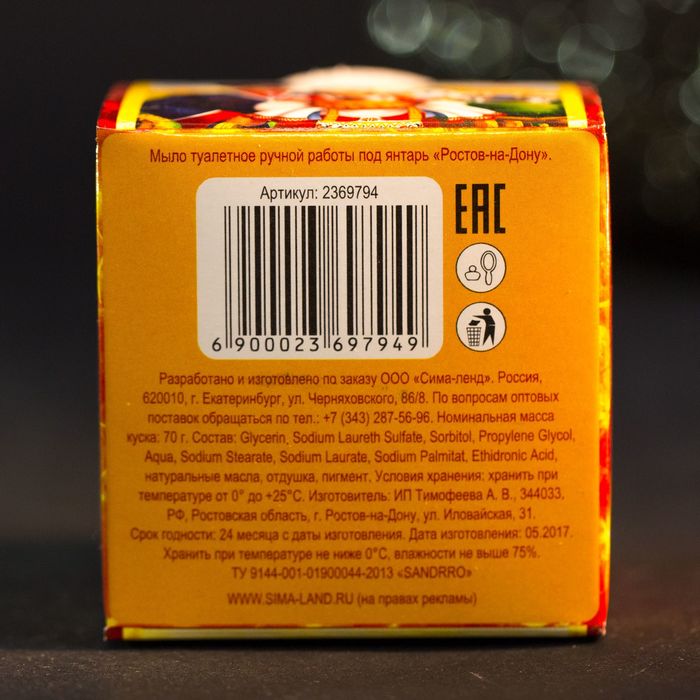 Мыло туалетное ручной работы под янтарь «Ростов-на-Дону».
Артикул: 2369794
EAC
6 900023 697949
Разработано и изготовлено по заказу ООО «Сима-ленд». Россия,
620010, г. Екатеринбург, ул. Черняховского, 86/8. По вопросам оптовых
поставок обращаться по тел.: +7 (343) 287-56-96. Номинальная масса
куска: 70 г. Состав: Glycerin, Sodium Laureth Sulfate, Sorbitol, Propylene Glycol,
Aqua, Sodium Stearate, Sodium Laurate, Sodium Palmitat, Ethidronic Acid,
натуральные масла, отдушка, пигмент. Условия хранения: хранить при
температуре от 0° до +25°С. Изготовитель: ИП Тимофеева А. В., 344033,
РФ, Ростовская область, г. Ростов-на-Дону, ул. Иловайская, 31.
Срок годности: 24 месяца с даты изготовления. Дата изготовления: 05.2017.
Хранить при температуре не ниже 0°С, влажности не выше 75%.
ТУ 9144-001-01900044-2013 «SANDRRO»
WWW.SIMA-LAND.RU (на правах рекламы)